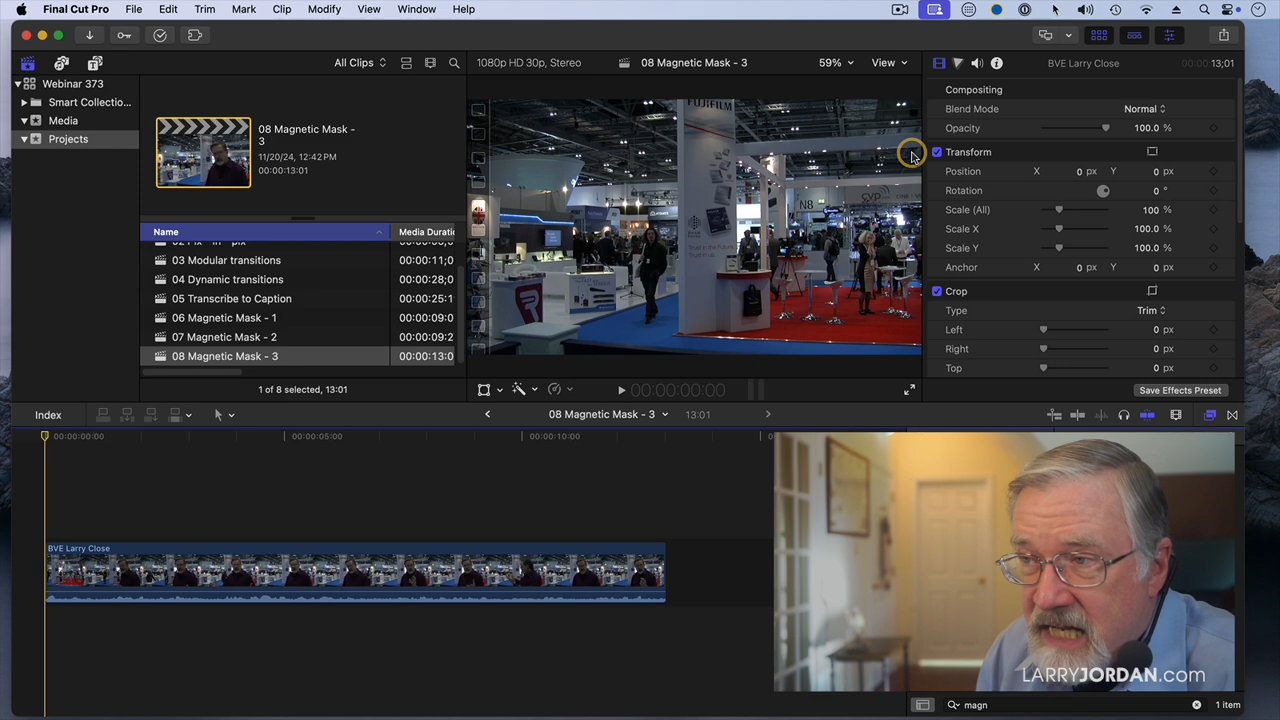 Final Cut Pro File Edit Trim Mark Clip Modify View Window Help
All Clips
1080p HD 30p, Stereo
08 Magnetic Mask - 3
59%
View
BVE Larry Close
00:00:13;01
Webinar 373
Smart Collectio...
Media
Projects
08 Magnetic Mask -
3
11/20/24, 12:42 PM
00:00:13:01
Name
Media Duratio
03 Modular transitions
00:00:11;0
04 Dynamic transitions
00:00:28;0
05 Transcribe to Caption
00:00:25:1
06 Magnetic Mask - 1
00:00:09:0
07 Magnetic Mask - 2
00:00:09:2
08 Magnetic Mask - 3
00:00:13:0
1 of 8 selected, 13:01
FUJIFILM
N8
00:00:00:00
Compositing
Blend Mode
Normal
Opacity
100.0 %
Transform
Position
X 0 px Y 0 px
Rotation
0 °
Scale (All)
100 %
Scale X
100.0 %
Scale Y
100.0 %
Anchor
X 0 px Y 0 px
Crop
Type
Trim
Left
0 px
Right
0 px
Top
0 px
Save Effects Preset
Index
08 Magnetic Mask - 3
13:01
00:00:00:00
00:00:05:00
00:00:10:00
BVE Larry Close
LARRYJORDAN.com
magn
1 item